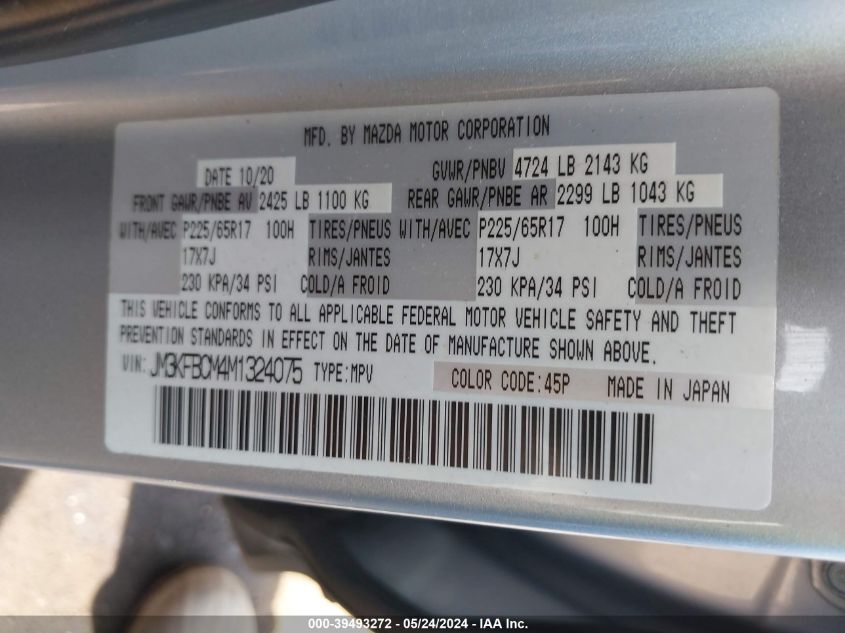 MFD. BY MAZDA MOTOR CORPORATION
DATE 10/20 GVWR/PNBV 4724 LB 2143 KG
FRONT GAWR/PNBE AV 2425 LB 1100 KG REAR GAWR/PNBE AR 2299 LB 1043 KG
WITH/AVEC P225/65R17 100H TIRES/PNEUS WITH/AVEC P225/65R17 100H TIRES/PNEUS
17X7J RIMS/JANTES 17X7J RIMS/JANTES
230 KPA/34 PSI COLD/A FROID 230 KPA/34 PSI COLD/A FROID
THIS VEHICLE CONFORMS TO ALL APPLICABLE FEDERAL MOTOR VEHICLE SAFETY AND THEFT
PREVENTION STANDARDS IN EFFECT ON THE DATE OF MANUFACTURE SHOWN ABOVE.
VIN: JM3KFBCM4M1324075 TYPE:MPV COLOR CODE:45P MADE IN JAPAN
000-39493272 - 05/24/2024 - IAA Inc.